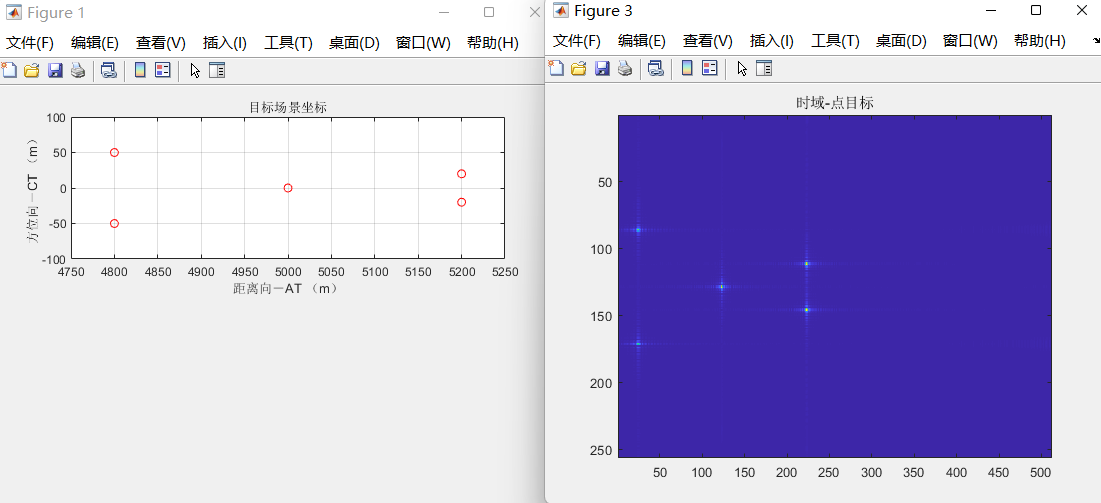 Figure 1
文件(F) 编辑(E) 查看(V) 插入(I) 工具(T) 桌面(D) 窗口(W) 帮助(H)
目标场景坐标
方位向－CT （m）
100
50
0
-50
-100
4750 4800 4850 4900 4950 5000 5050 5100 5150 5200 5250
距离向－AT （m）
Figure 3
文件(F) 编辑(E) 查看(V) 插入(I) 工具(T) 桌面(D) 窗口(W) 帮助(H)
时域-点目标
50
100
150
200
250
50 100 150 200 250 300 350 400 450 500